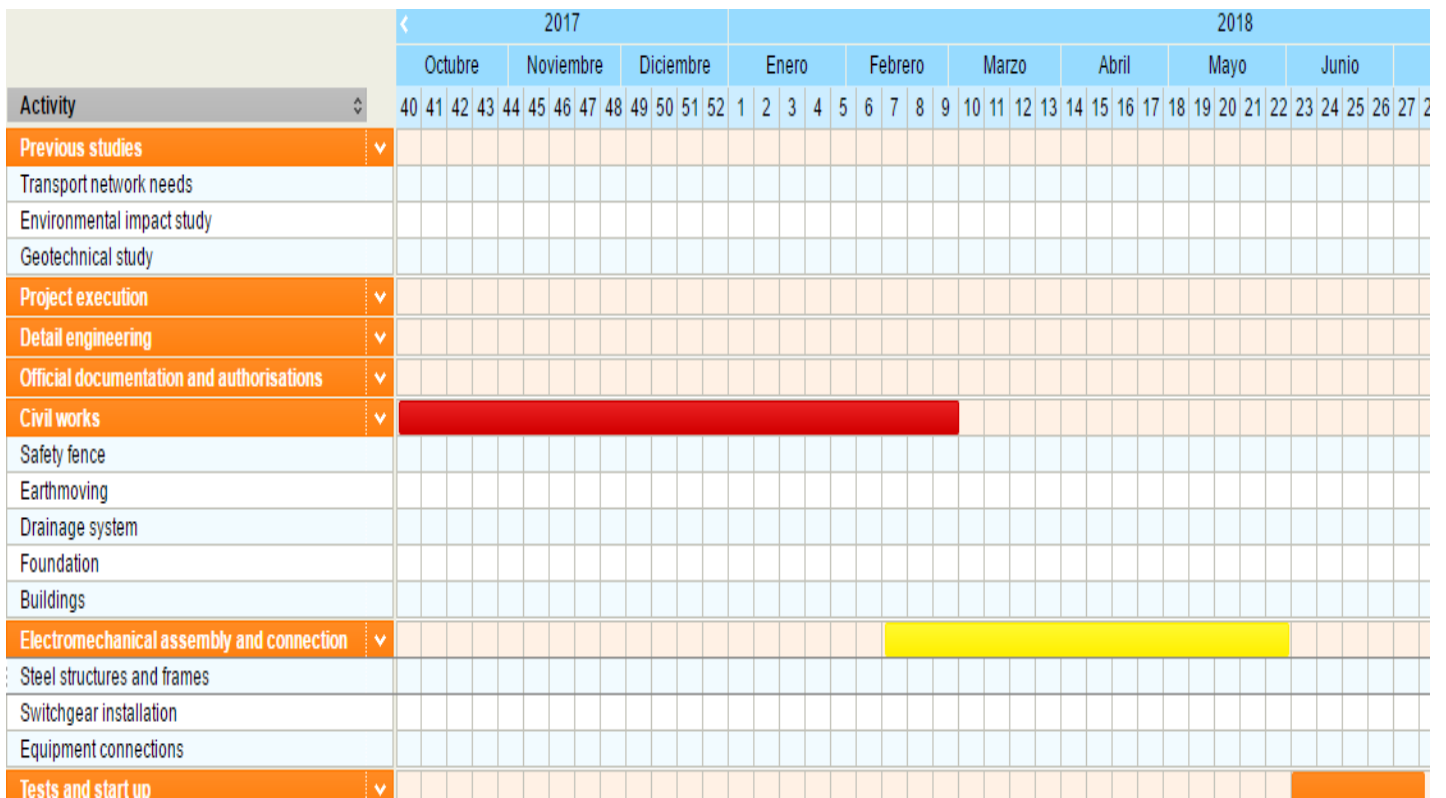 2017 2018
Octubre Noviembre Diciembre Enero Febrero Marzo Abril Mayo Junio
Activity 40 41 42 43 44 45 46 47 48 49 50 51 52 1 2 3 4 5 6 7 8 9 10 11 12 13 14 15 16 17 18 19 20 21 22 23 24 25 26 27
Previous studies
Transport network needs
Environmental impact study
Geotechnical study
Project execution
Detail engineering
Official documentation and authorisations
Civil works
Safety fence
Earthmoving
Drainage system
Foundation
Buildings
Electromechanical assembly and connection
Steel structures and frames
Switchgear installation
Equipment connections
Tests and start up